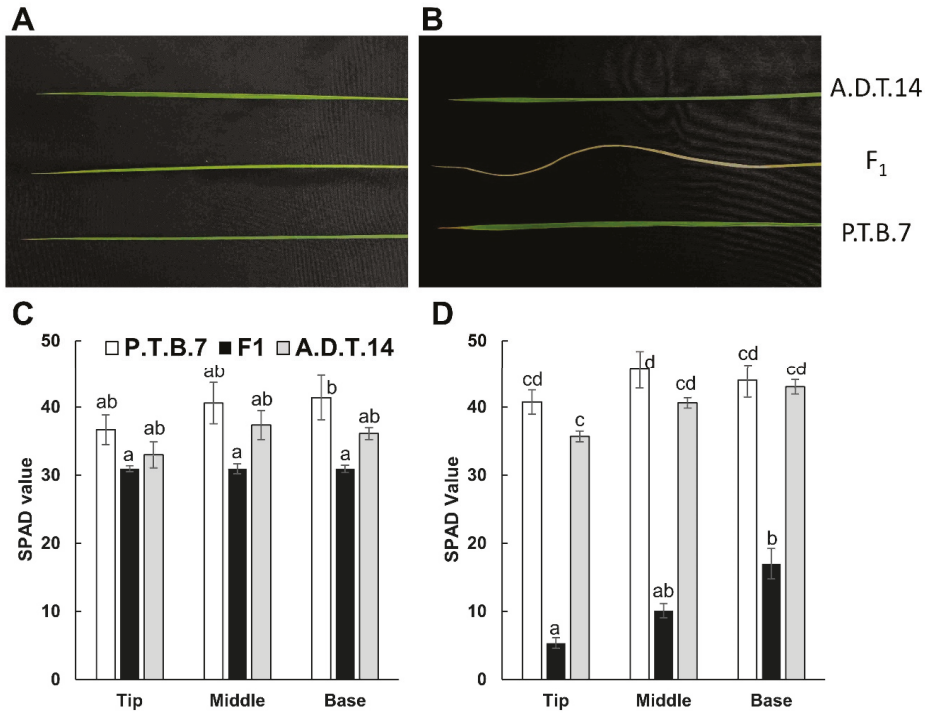 A
B
A.D.T.14
F1
P.T.B.7
C
D
50
40
30
20
10
0
SPAD value
P.T.B.7 F1 A.D.T.14
ab
a
ab
ab
a
ab
b
a
ab
Tip Middle Base
50
40
30
20
10
0
SPAD Value
cd
a
c
d
ab
cd
cd
b
cd
Tip Middle Base